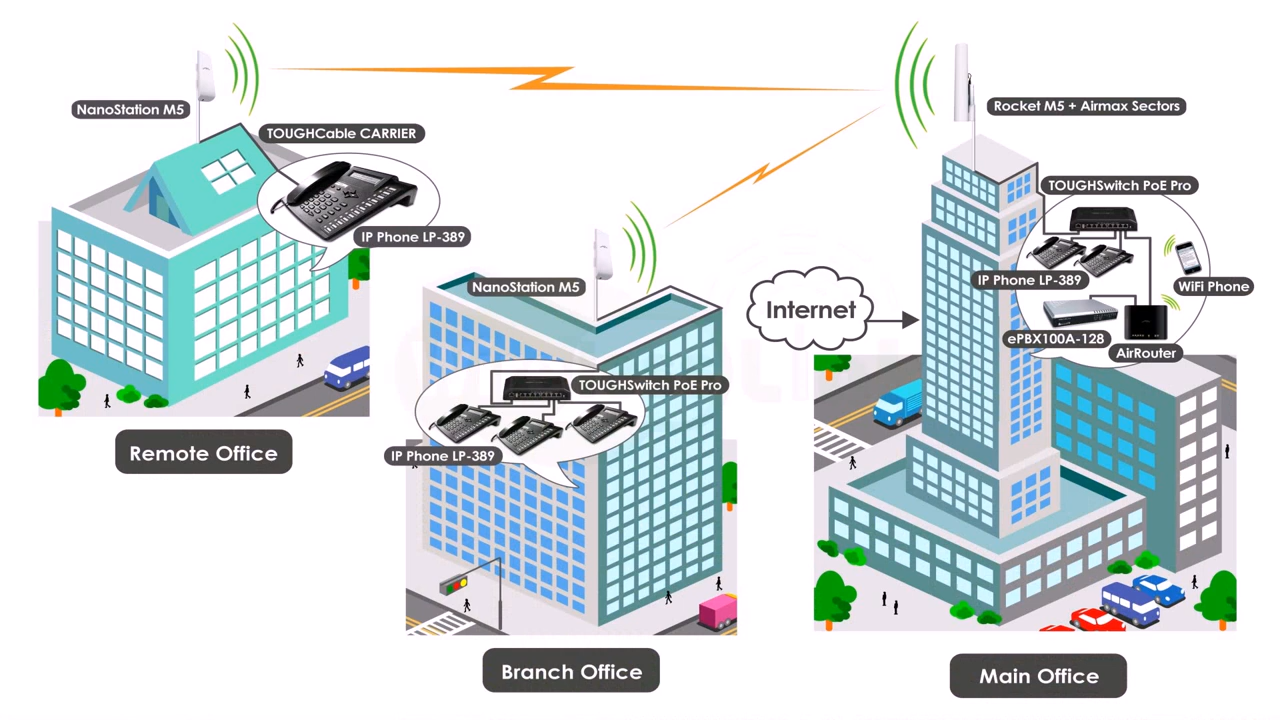 NanoStation M5
TOUGHCable CARRIER
IP Phone LP-389
Remote Office
NanoStation M5
TOUGHSwitch PoE Pro
IP Phone LP-389
Branch Office
Internet
Rocket M5 + Airmax Sectors
TOUGHSwitch PoE Pro
IP Phone LP-389
WiFi Phone
ePBX100A-128
AirRouter
Main Office